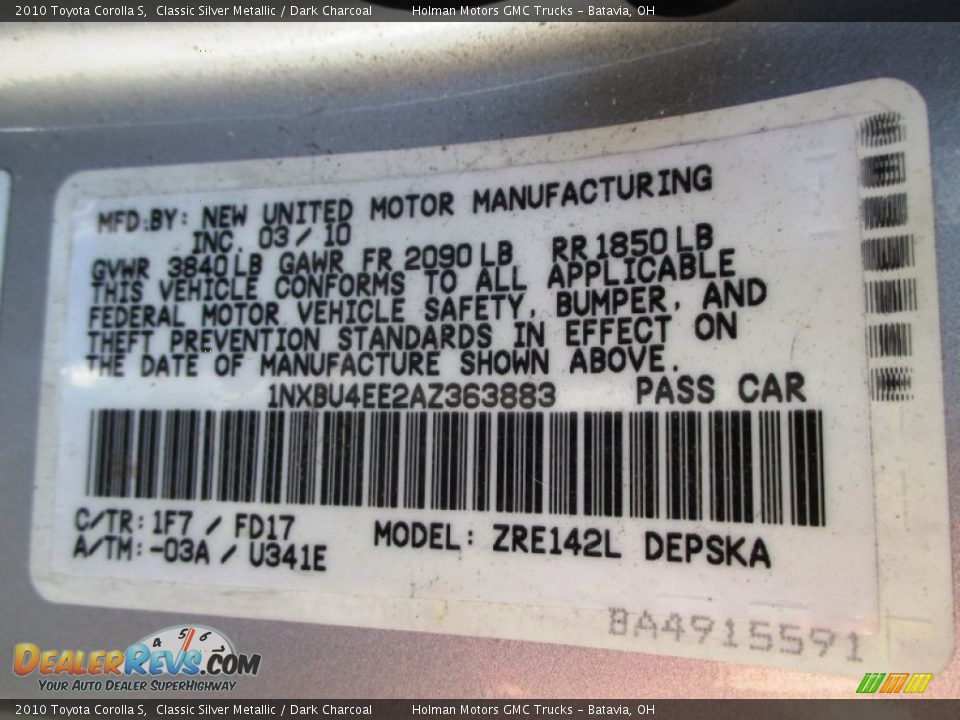 2010 Toyota Corolla S,  Classic Silver Metallic / Dark Charcoal    Holman Motors GMC Trucks – Batavia, OH
MFD.BY: NEW UNITED MOTOR MANUFACTURING
INC. 03 / 10
GVWR 3840 LB GAWR FR 2090 LB RR 1850 LB
THIS VEHICLE CONFORMS TO ALL APPLICABLE
FEDERAL MOTOR VEHICLE SAFETY, BUMPER, AND
THEFT PREVENTION STANDARDS IN EFFECT ON
THE DATE OF MANUFACTURE SHOWN ABOVE.
1NXBU4EE2AZ363883 PASS CAR
C/TR: 1F7 / FD17
A/TM: -03A / U341E
MODEL: ZRE142L DEPSKA
BA4915591
4 5 6
DEALERREVS.COM
YOUR AUTO DEALER SUPERHIGHWAY
2010 Toyota Corolla S,  Classic Silver Metallic / Dark Charcoal    Holman Motors GMC Trucks – Batavia, OH